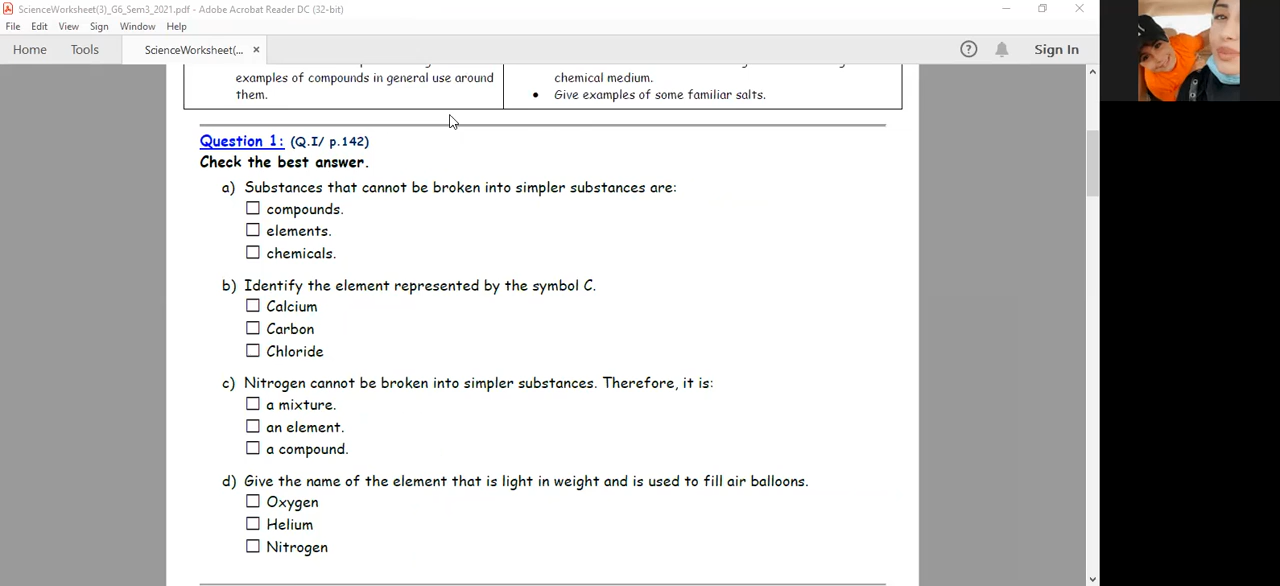 ScienceWorksheet(3)_G6_Sem3_2021.pdf - Adobe Acrobat Reader DC (32-bit)
File Edit View Sign Window Help
Home Tools ScienceWorksheet(... × Sign In
examples of compounds in general use around
them.
chemical medium.
• Give examples of some familiar salts.
Question 1: (Q.I/ p.142)
Check the best answer.
a) Substances that cannot be broken into simpler substances are:
☐ compounds.
☐ elements.
☐ chemicals.
b) Identify the element represented by the symbol C.
☐ Calcium
☐ Carbon
☐ Chloride
c) Nitrogen cannot be broken into simpler substances. Therefore, it is:
☐ a mixture.
☐ an element.
☐ a compound.
d) Give the name of the element that is light in weight and is used to fill air balloons.
☐ Oxygen
☐ Helium
☐ Nitrogen